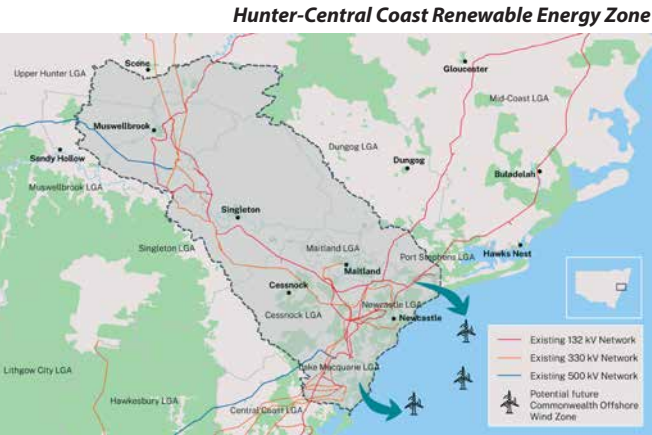 Hunter-Central Coast Renewable Energy Zone
Scone
Gloucester
Upper Hunter LGA
Mid-Coast LGA
Muswellbrook
Dungog LGA
Sandy Hollow
Dungog
Buladelah
Muswellbrook LGA
Singleton
Singleton LGA
Maitland LGA
Port Stephens LGA
Hawks Nest
Maitland
Cessnock
Newcastle LGA
Cessnock LGA
Newcastle
Existing 132 kV Network
Existing 330 kV Network
Lake Macquarie LGA
Lithgow City LGA
Existing 500 kV Network
Potential future
Commonwealth Offshore
Wind Zone
Hawkesbury LGA
Central Coast LGA